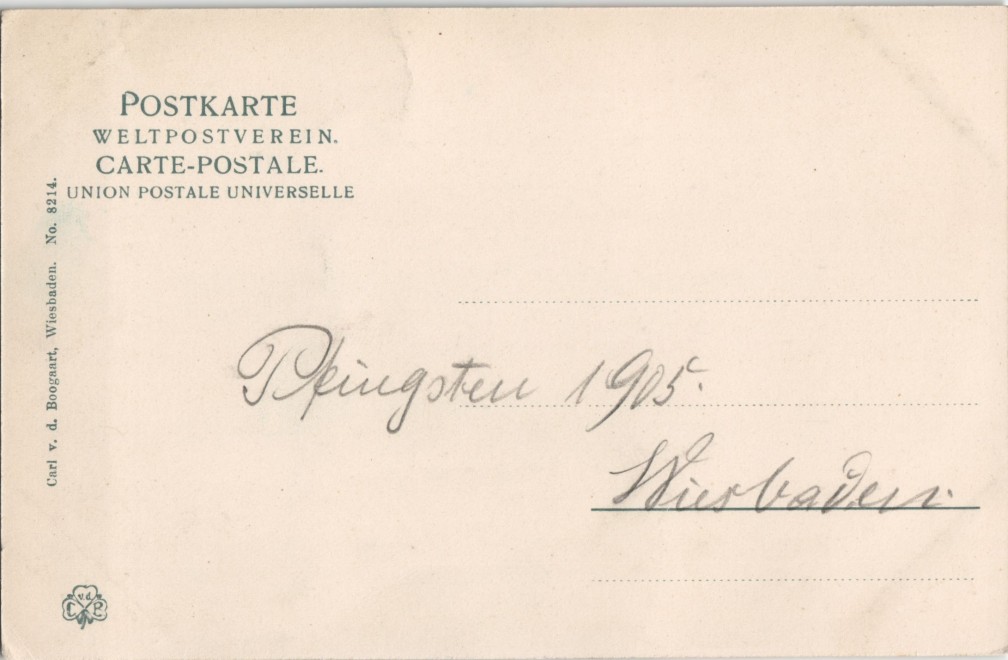 POSTKARTE
WELTPOSTVEREIN.
CARTE-POSTALE.
UNION POSTALE UNIVERSELLE
Carl v. d. Boogaart, Wiesbaden. No. 8214.
Pfingsten 1905.
Wiesbaden.
C v.d. B